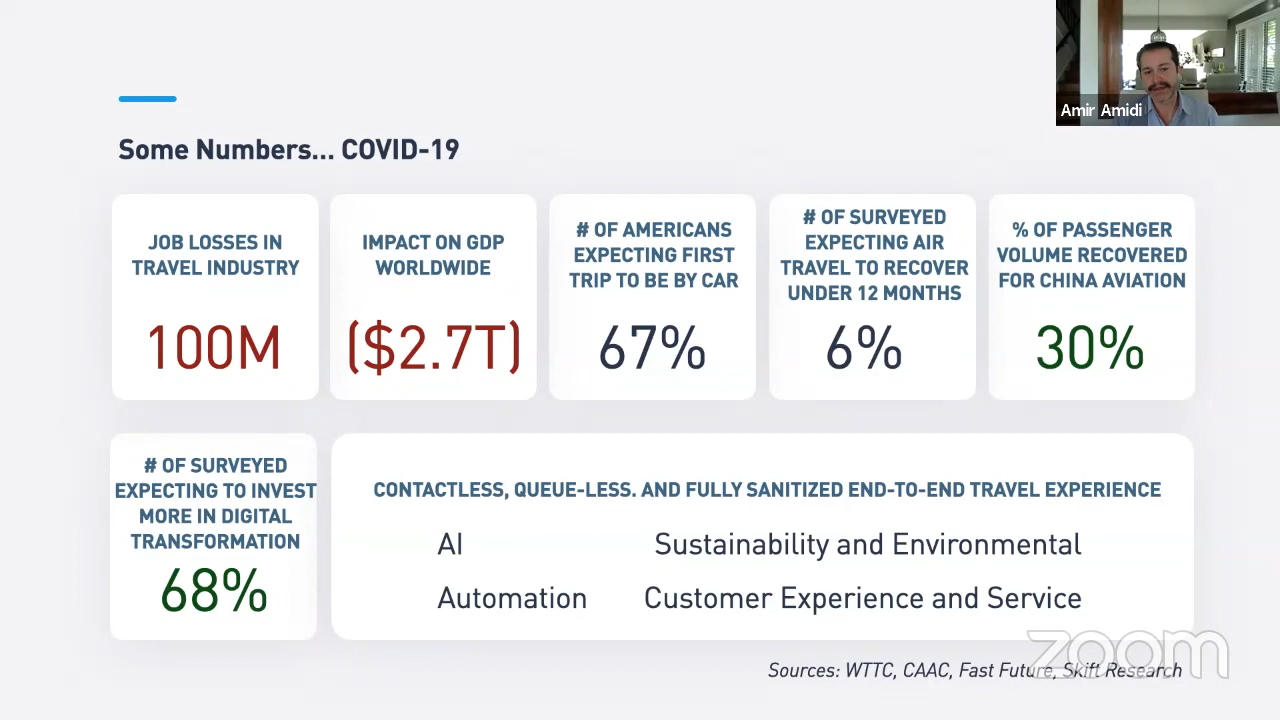 Amir Amidi
Some Numbers... COVID-19
JOB LOSSES IN
TRAVEL INDUSTRY
100M
IMPACT ON GDP
WORLDWIDE
($2.7T)
# OF AMERICANS
EXPECTING FIRST
TRIP TO BE BY CAR
67%
# OF SURVEYED
EXPECTING AIR
TRAVEL TO RECOVER
UNDER 12 MONTHS
6%
% OF PASSENGER
VOLUME RECOVERED
FOR CHINA AVIATION
30%
# OF SURVEYED
EXPECTING TO INVEST
MORE IN DIGITAL
TRANSFORMATION
68%
CONTACTLESS, QUEUE-LESS. AND FULLY SANITIZED END-TO-END TRAVEL EXPERIENCE
AI
Sustainability and Environmental
Automation
Customer Experience and Service
zoom
Sources: WTTC, CAAC, Fast Future, Skift Research